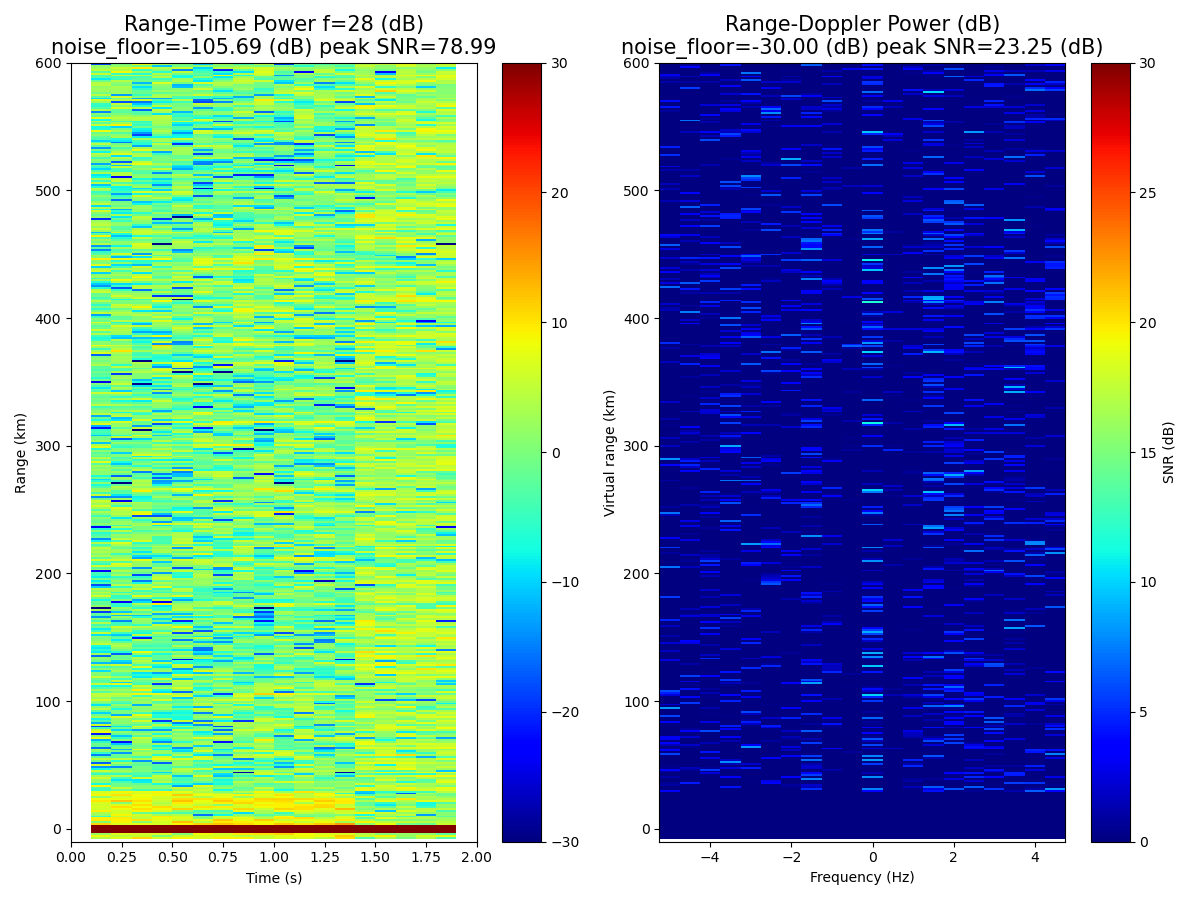 Range-Time Power f=28 (dB)
noise_floor=-105.69 (dB) peak SNR=78.99
Range (km)
600
500
400
300
200
100
0
0.00 0.25 0.50 0.75 1.00 1.25 1.50 1.75 2.00
Time (s)
30
20
10
0
−10
−20
−30
Range-Doppler Power (dB)
noise_floor=-30.00 (dB) peak SNR=23.25 (dB)
Virtual range (km)
600
500
400
300
200
100
0
−4 −2 0 2 4
Frequency (Hz)
30
25
20
15
10
5
0
SNR (dB)